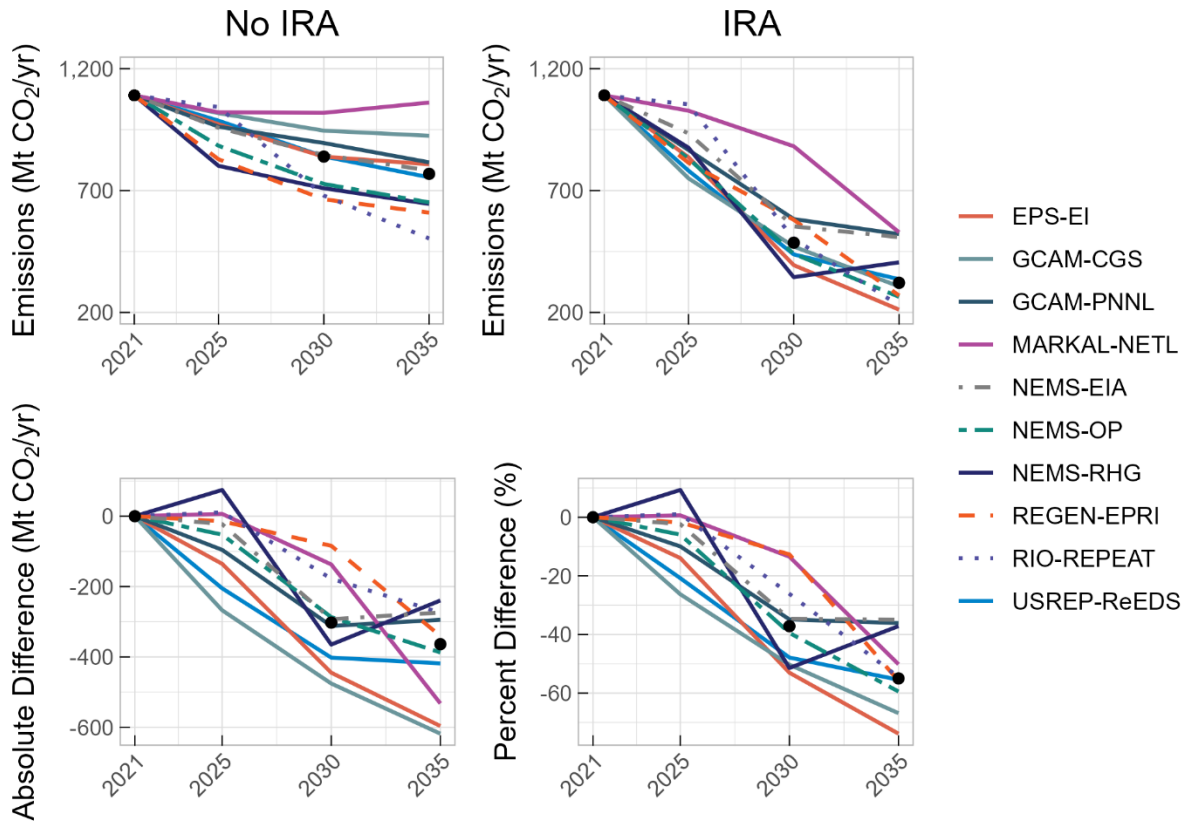 No IRA
Emissions (Mt CO₂/yr)
1,200
700
200
2021
2025
2030
2035
IRA
Emissions (Mt CO₂/yr)
1,200
700
200
2021
2025
2030
2035
Absolute Difference (Mt CO₂/yr)
0
-200
-400
-600
2021
2025
2030
2035
Percent Difference (%)
0
-20
-40
-60
2021
2025
2030
2035
EPS-EI
GCAM-CGS
GCAM-PNNL
MARKAL-NETL
NEMS-EIA
NEMS-OP
NEMS-RHG
REGEN-EPRI
RIO-REPEAT
USREP-ReEDS